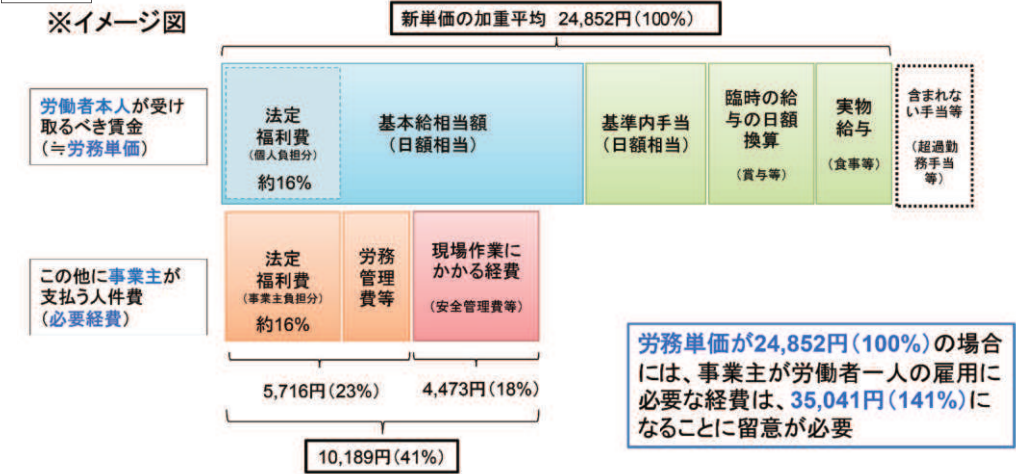 ※イメージ図
新単価の加重平均 24,852円(100%)
労働者本人が受け
取るべき賃金
(≒労務単価)
法定
福利費
(個人負担分)
約16%
基本給相当額
(日額相当)
基準内手当
(日額相当)
臨時の給
与の日額
換算
(賞与等)
実物
給与
(食事等)
含まれな
い手当等
(超過勤
務手当
等)
この他に事業主が
支払う人件費
(必要経費)
法定
福利費
(事業主負担分)
約16%
労務
管理
費等
現場作業に
かかる経費
(安全管理費等)
5,716円(23%)
4,473円(18%)
10,189円(41%)
労務単価が24,852円(100%)の場合
には、事業主が労働者一人の雇用に
必要な経費は、35,041円(141%)に
なることに留意が必要